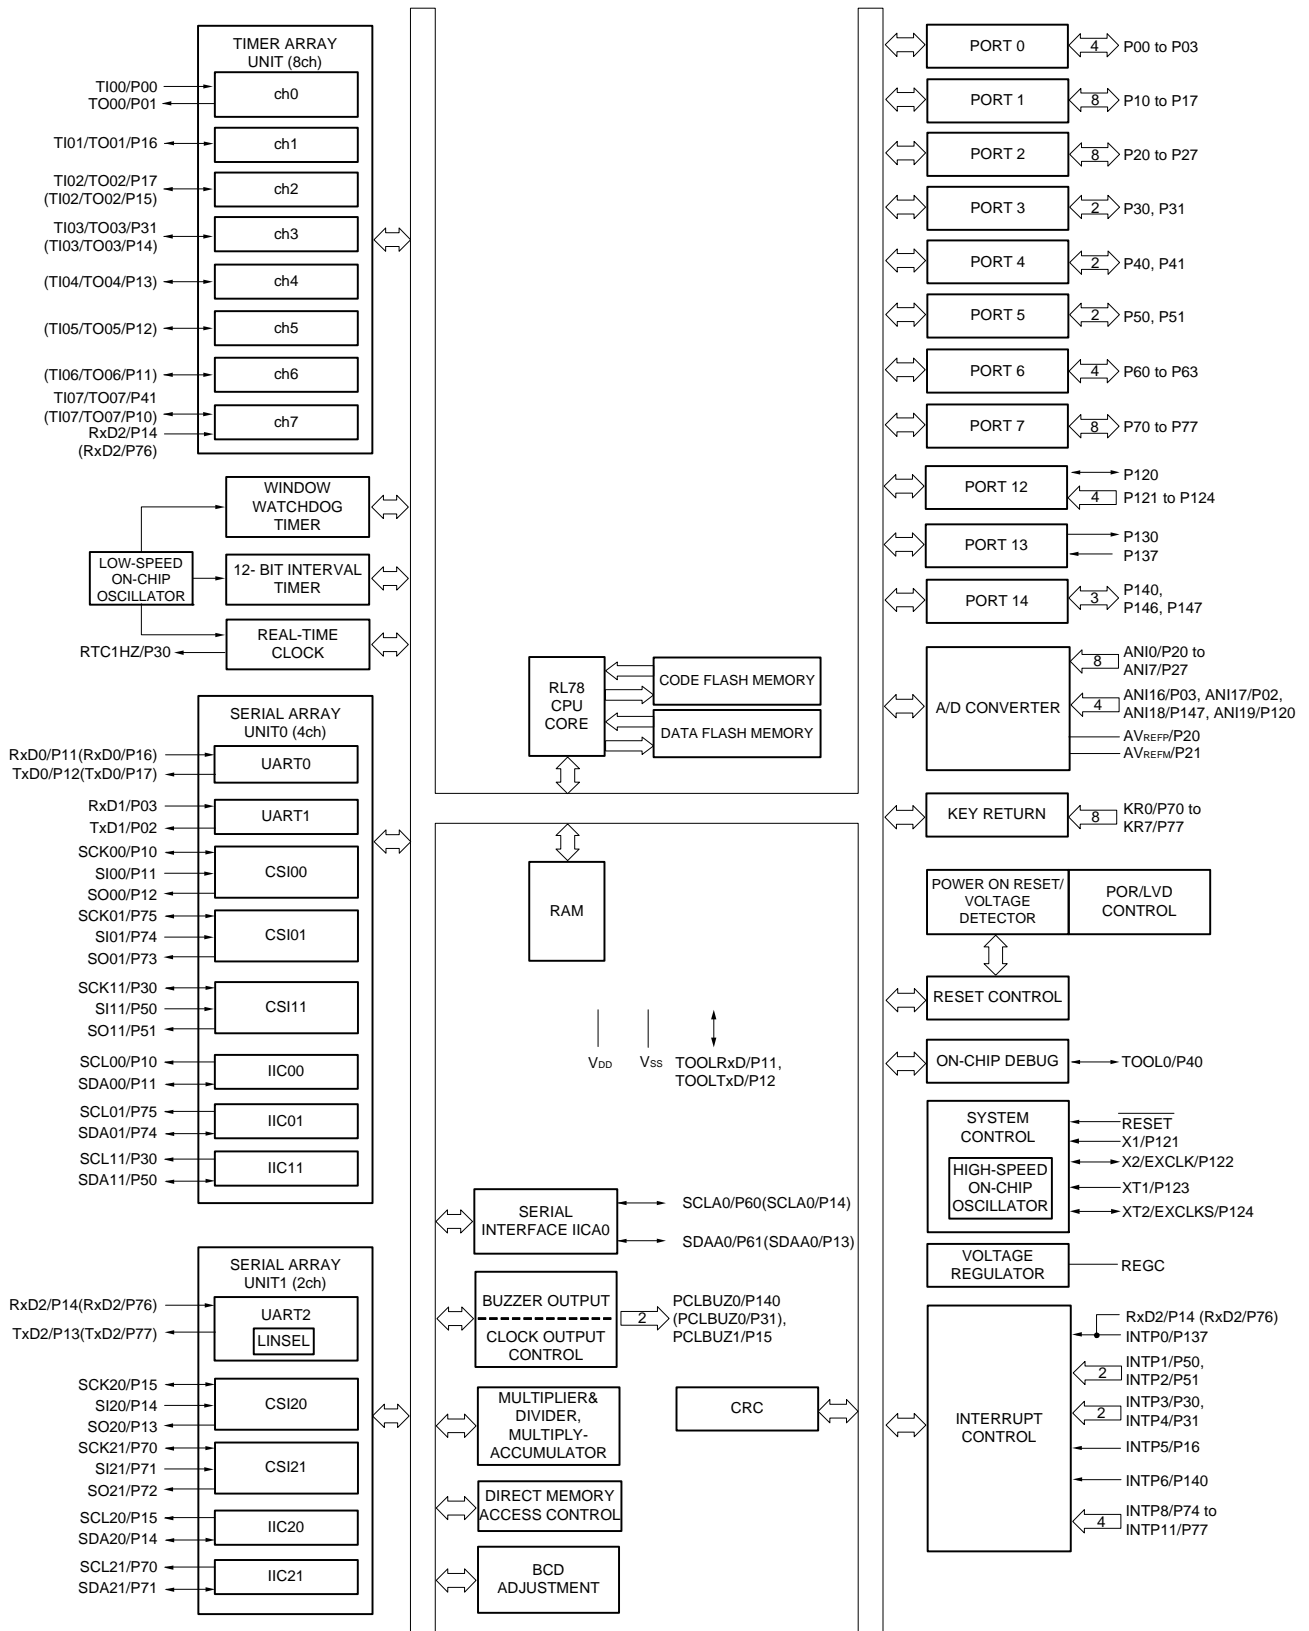 TIMER ARRAY
UNIT (8ch)
TI00/P00
TO00/P01
ch0
TI01/TO01/P16
ch1
TI02/TO02/P17
(TI02/TO02/P15)
ch2
TI03/TO03/P31
(TI03/TO03/P14)
ch3
(TI04/TO04/P13)
ch4
(TI05/TO05/P12)
ch5
(TI06/TO06/P11)
ch6
TI07/TO07/P41
(TI07/TO07/P10)
RxD2/P14
(RxD2/P76)
ch7
WINDOW
WATCHDOG
TIMER
LOW-SPEED
ON-CHIP
OSCILLATOR
12- BIT INTERVAL
TIMER
REAL-TIME
CLOCK
RTC1HZ/P30
SERIAL ARRAY
UNIT0 (4ch)
RxD0/P11(RxD0/P16)
TxD0/P12(TxD0/P17)
UART0
RxD1/P03
TxD1/P02
UART1
SCK00/P10
SI00/P11
SO00/P12
CSI00
SCK01/P75
SI01/P74
SO01/P73
CSI01
SCK11/P30
SI11/P50
SO11/P51
CSI11
SCL00/P10
SDA00/P11
IIC00
SCL01/P75
SDA01/P74
IIC01
SCL11/P30
SDA11/P50
IIC11
SERIAL ARRAY
UNIT1 (2ch)
RxD2/P14(RxD2/P76)
TxD2/P13(TxD2/P77)
UART2
LINSEL
SCK20/P15
SI20/P14
SO20/P13
CSI20
SCK21/P70
SI21/P71
SO21/P72
CSI21
SCL20/P15
SDA20/P14
IIC20
SCL21/P70
SDA21/P71
IIC21
RL78
CPU
CORE
CODE FLASH MEMORY
DATA FLASH MEMORY
RAM
VDD
VSS
TOOLRxD/P11,
TOOLTxD/P12
SERIAL
INTERFACE IICA0
SCLA0/P60(SCLA0/P14)
SDAA0/P61(SDAA0/P13)
BUZZER OUTPUT
CLOCK OUTPUT
CONTROL
2
PCLBUZ0/P140
(PCLBUZ0/P31),
PCLBUZ1/P15
MULTIPLIER&
DIVIDER,
MULTIPLY-
ACCUMULATOR
CRC
DIRECT MEMORY
ACCESS CONTROL
BCD
ADJUSTMENT
PORT 0
4
P00 to P03
PORT 1
8
P10 to P17
PORT 2
8
P20 to P27
PORT 3
2
P30, P31
PORT 4
2
P40, P41
PORT 5
2
P50, P51
PORT 6
4
P60 to P63
PORT 7
8
P70 to P77
PORT 12
P120
4
P121 to P124
PORT 13
P130
P137
PORT 14
3
P140,
P146, P147
A/D CONVERTER
8
ANI0/P20 to
ANI7/P27
4
ANI16/P03, ANI17/P02,
ANI18/P147, ANI19/P120
AVREFP/P20
AVREFM/P21
KEY RETURN
8
KR0/P70 to
KR7/P77
POWER ON RESET/
VOLTAGE
DETECTOR
POR/LVD
CONTROL
RESET CONTROL
ON-CHIP DEBUG
TOOL0/P40
SYSTEM
CONTROL
HIGH-SPEED
ON-CHIP
OSCILLATOR
RESET
X1/P121
X2/EXCLK/P122
XT1/P123
XT2/EXCLKS/P124
VOLTAGE
REGULATOR
REGC
INTERRUPT
CONTROL
RxD2/P14 (RxD2/P76)
INTP0/P137
2
INTP1/P50,
INTP2/P51
2
INTP3/P30,
INTP4/P31
INTP5/P16
INTP6/P140
4
INTP8/P74 to
INTP11/P77